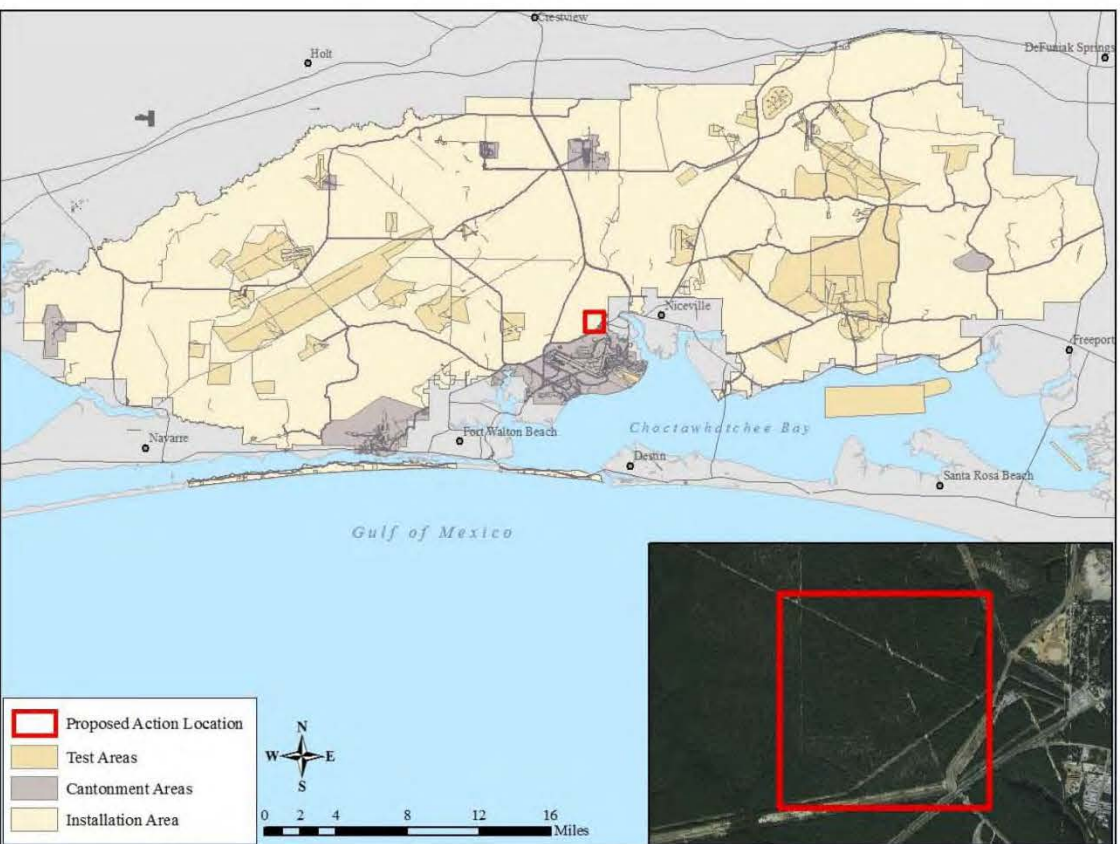 Crestview
Holt
DeFuniak Springs
Niceville
Freeport
Navarre
Fort Walton Beach
Choctawhatchee Bay
Destin
Santa Rosa Beach
Gulf of Mexico
Proposed Action Location
Test Areas
Cantonment Areas
Installation Area
N
W E
S
0 2 4 8 12 16
Miles